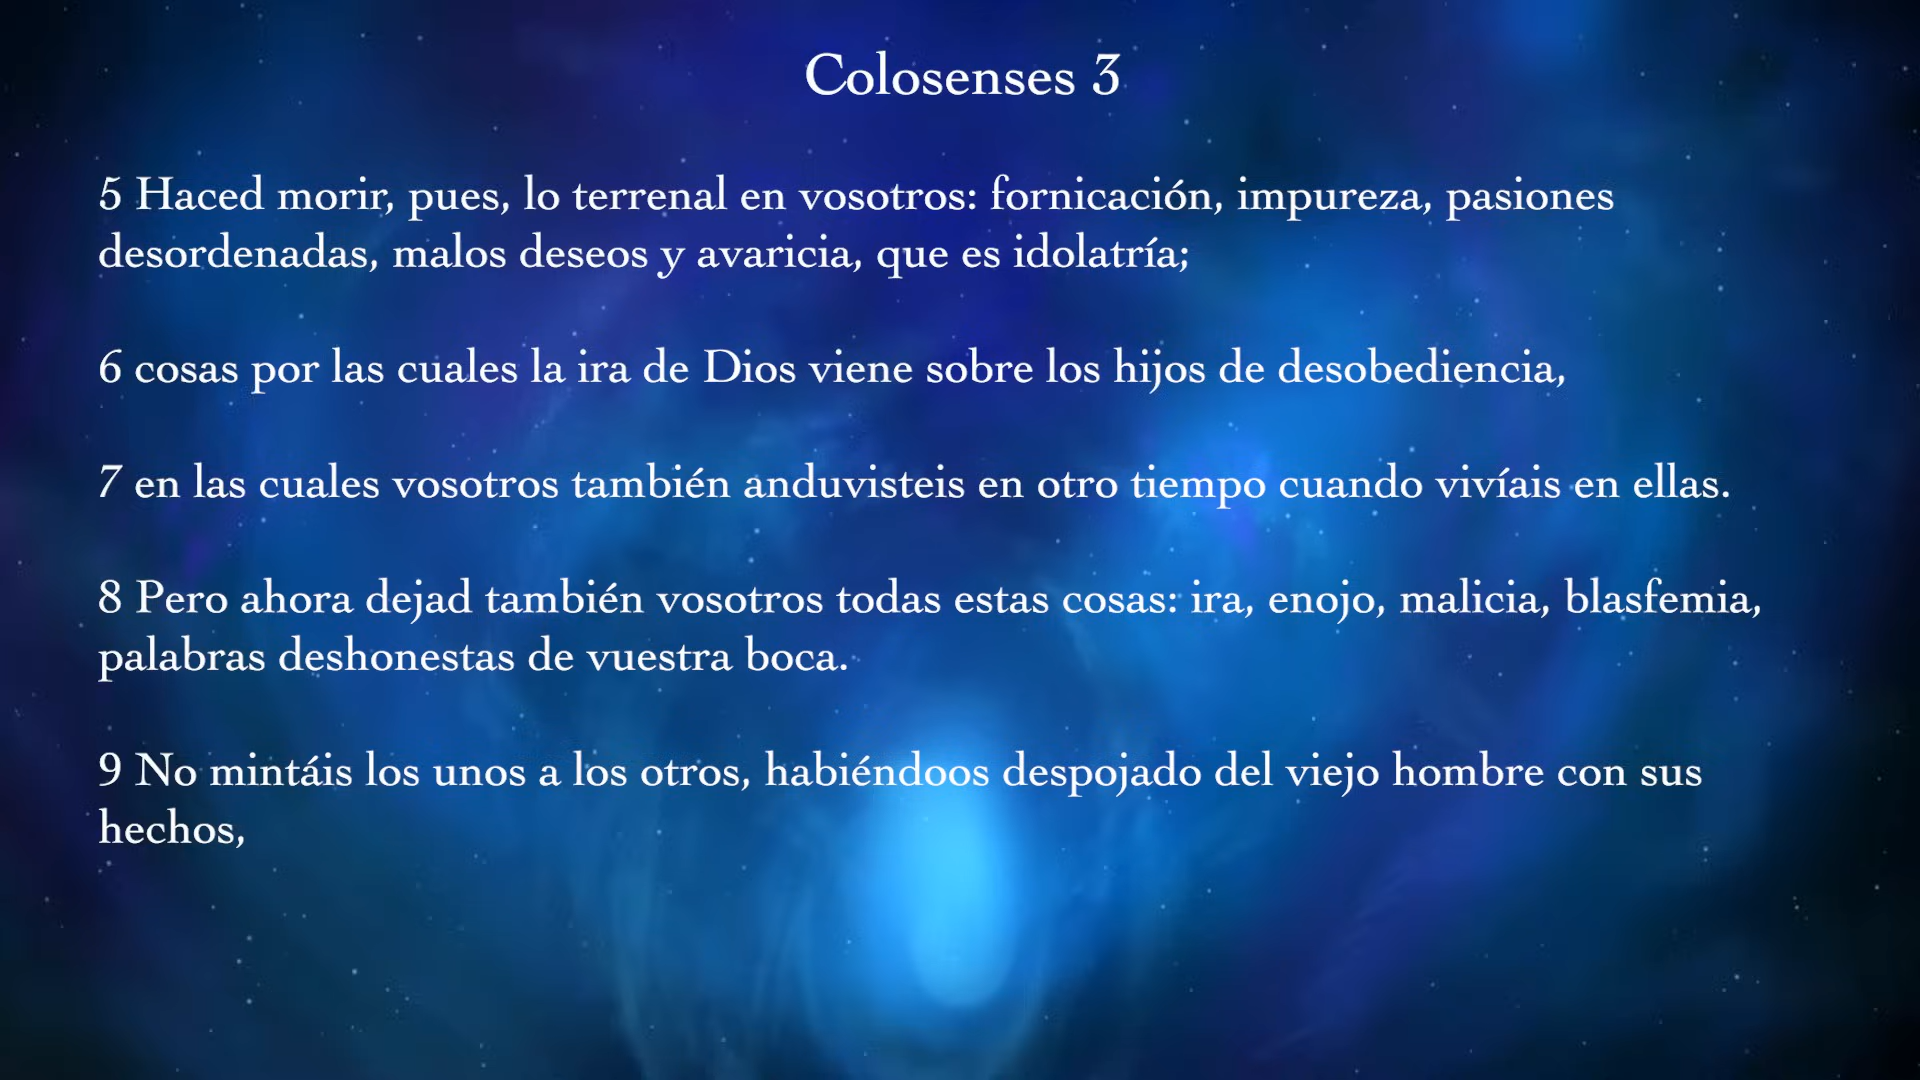 Colosenses 3
5 Haced morir, pues, lo terrenal en vosotros: fornicación, impureza, pasiones
desordenadas, malos deseos y avaricia, que es idolatría;
6 cosas por las cuales la ira de Dios viene sobre los hijos de desobediencia,
7 en las cuales vosotros también anduvisteis en otro tiempo cuando vivíais en ellas.
8 Pero ahora dejad también vosotros todas estas cosas: ira, enojo, malicia, blasfemia,
palabras deshonestas de vuestra boca.
9 No mintáis los unos a los otros, habiéndoos despojado del viejo hombre con sus
hechos,